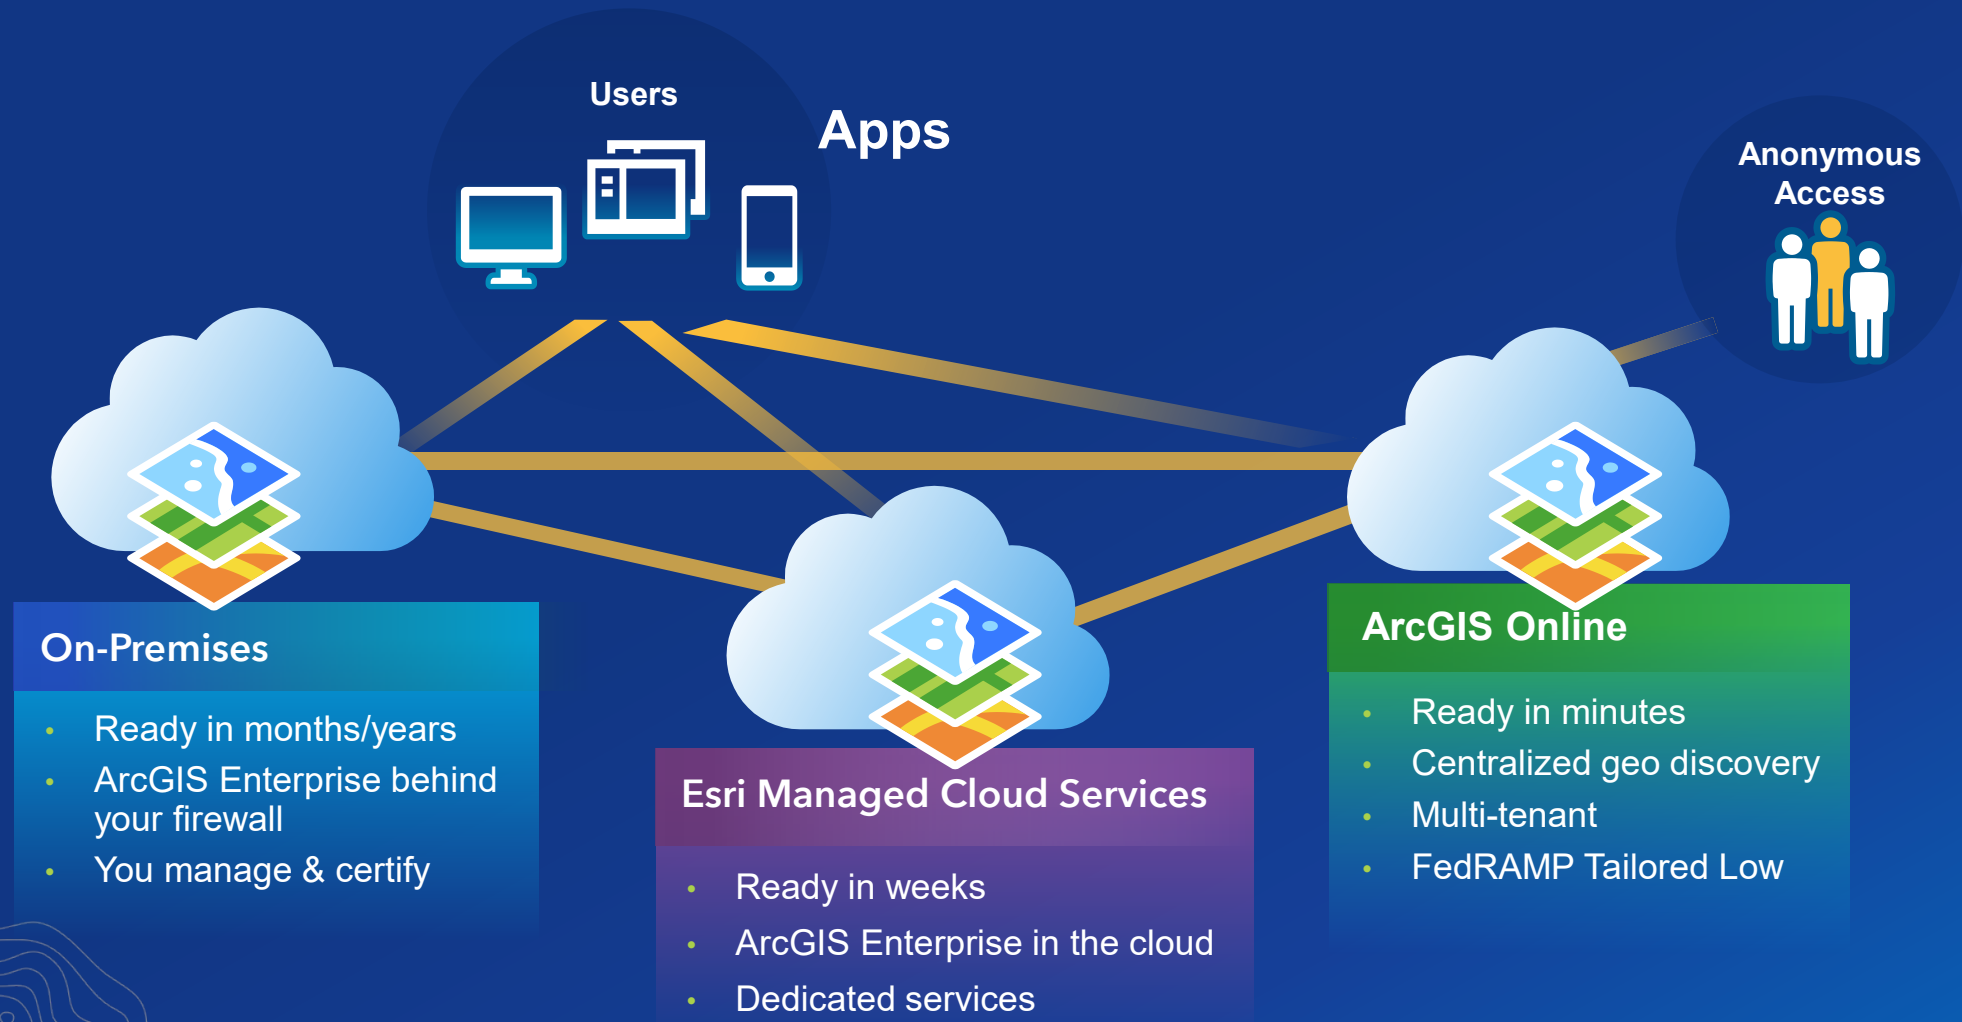 Users
Apps
Anonymous
Access
On-Premises
• Ready in months/years
• ArcGIS Enterprise behind
your firewall
• You manage & certify
Esri Managed Cloud Services
• Ready in weeks
• ArcGIS Enterprise in the cloud
• Dedicated services
ArcGIS Online
• Ready in minutes
• Centralized geo discovery
• Multi-tenant
• FedRAMP Tailored Low